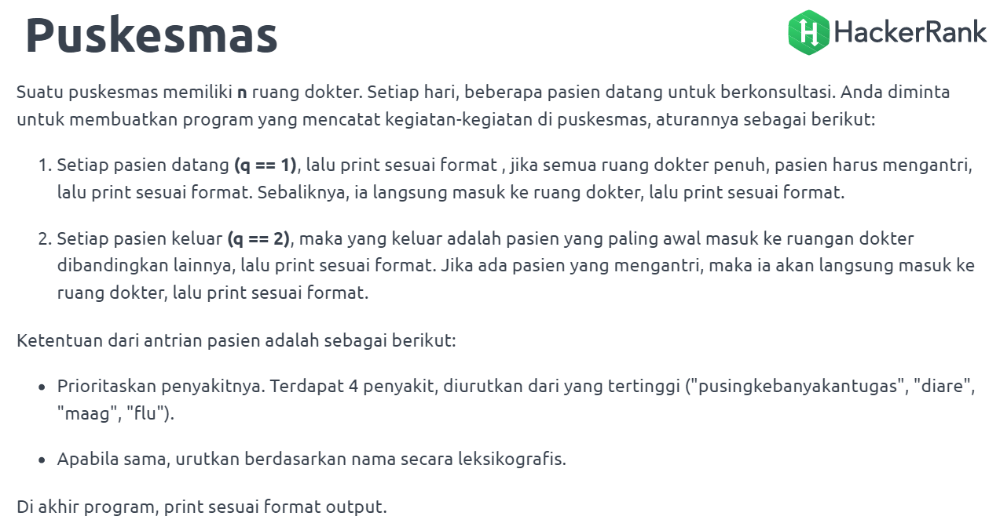 Puskesmas
HackerRank
Suatu puskesmas memiliki n ruang dokter. Setiap hari, beberapa pasien datang untuk berkonsultasi. Anda diminta
untuk membuatkan program yang mencatat kegiatan-kegiatan di puskesmas, aturannya sebagai berikut:
1. Setiap pasien datang (q == 1), lalu print sesuai format , jika semua ruang dokter penuh, pasien harus mengantri,
lalu print sesuai format. Sebaliknya, ia langsung masuk ke ruang dokter, lalu print sesuai format.
2. Setiap pasien keluar (q == 2), maka yang keluar adalah pasien yang paling awal masuk ke ruangan dokter
dibandingkan lainnya, lalu print sesuai format. Jika ada pasien yang mengantri, maka ia akan langsung masuk ke
ruang dokter, lalu print sesuai format.
Ketentuan dari antrian pasien adalah sebagai berikut:
• Prioritaskan penyakitnya. Terdapat 4 penyakit, diurutkan dari yang tertinggi ("pusingkebanyakantugas", "diare",
"maag", "flu").
• Apabila sama, urutkan berdasarkan nama secara leksikografis.
Di akhir program, print sesuai format output.